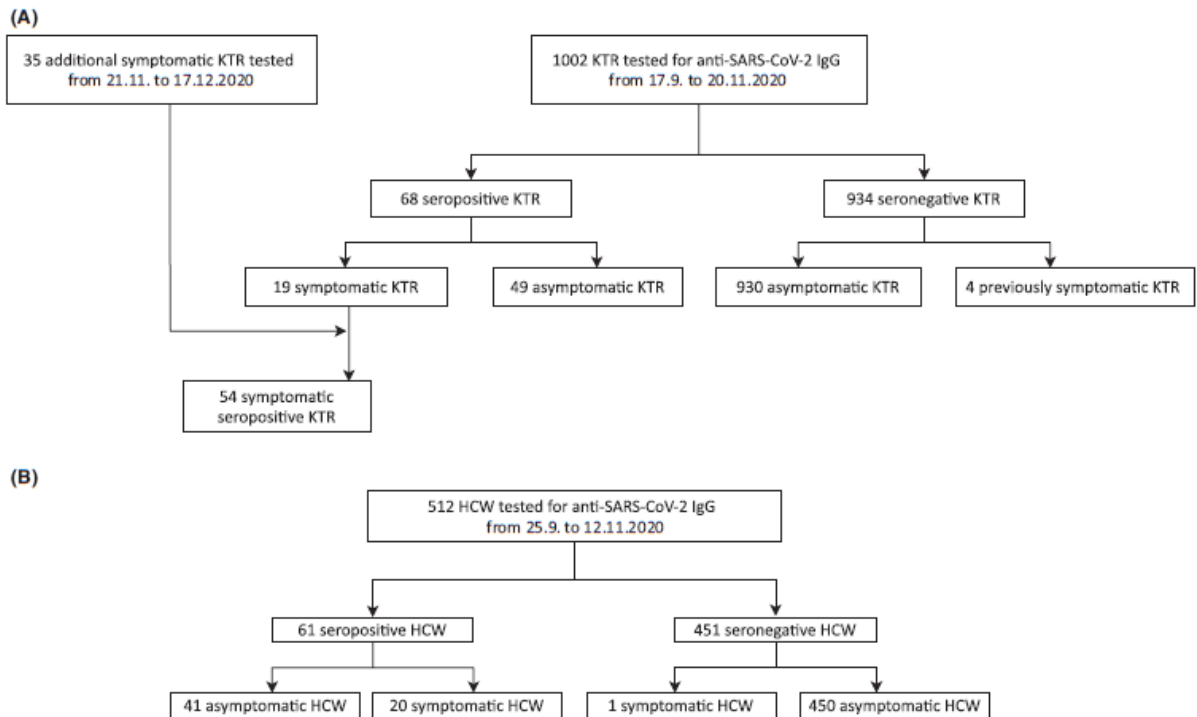 (A)
35 additional symptomatic KTR tested
from 21.11. to 17.12.2020
1002 KTR tested for anti-SARS-CoV-2 IgG
from 17.9. to 20.11.2020
68 seropositive KTR
934 seronegative KTR
19 symptomatic KTR
49 asymptomatic KTR
930 asymptomatic KTR
4 previously symptomatic KTR
54 symptomatic
seropositive KTR
(B)
512 HCW tested for anti-SARS-CoV-2 IgG
from 25.9. to 12.11.2020
61 seropositive HCW
451 seronegative HCW
41 asymptomatic HCW
20 symptomatic HCW
1 symptomatic HCW
450 asymptomatic HCW